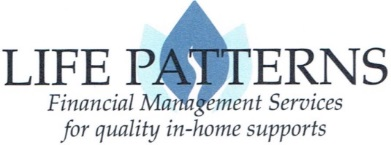 LIFE PATTERNS
Financial Management Services
for quality in-home supports